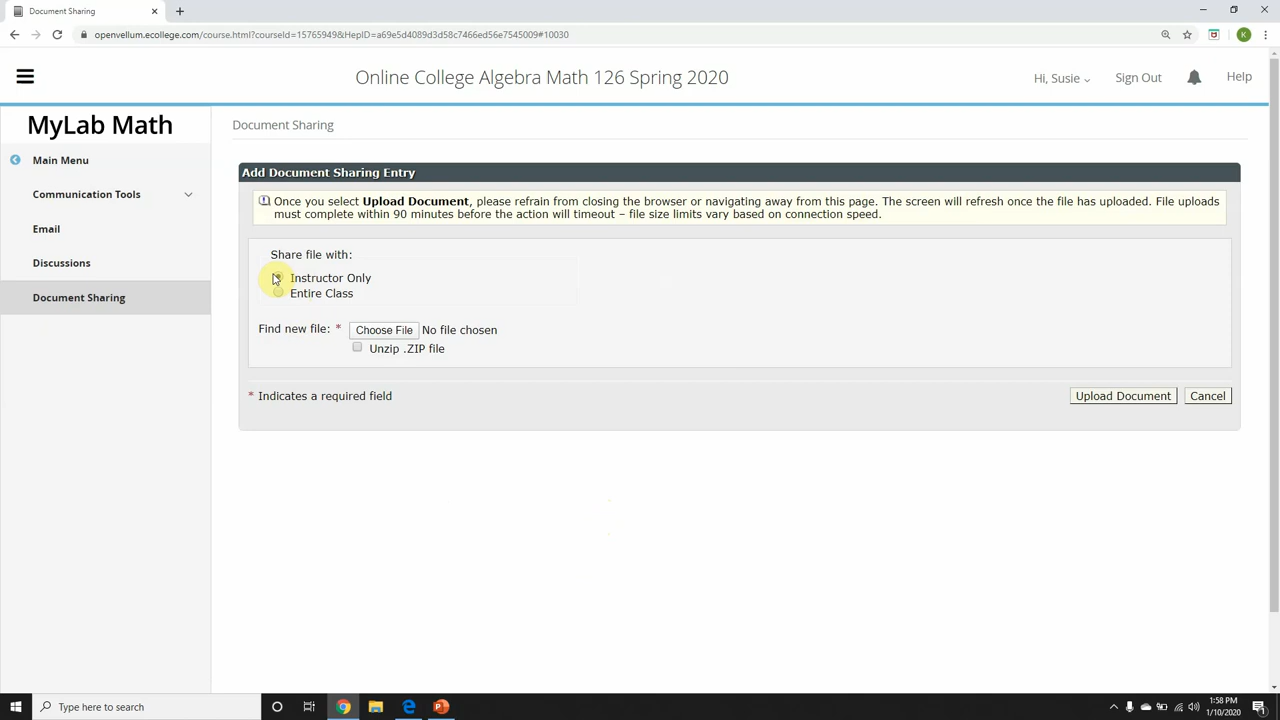 Document Sharing
openvellum.ecollege.com/course.html?courseId=15765949&HepID=a69e5d4089d3d58c7466ed56e7545009#10030
K
Online College Algebra Math 126 Spring 2020
Hi, Susie
Sign Out
Help
MyLab Math
Main Menu
Communication Tools
Email
Discussions
Document Sharing
Document Sharing
Add Document Sharing Entry
Once you select Upload Document, please refrain from closing the browser or navigating away from this page. The screen will refresh once the file has uploaded. File uploads
must complete within 90 minutes before the action will timeout – file size limits vary based on connection speed.
Share file with:
Instructor Only
Entire Class
Find new file: * Choose File No file chosen
Unzip .ZIP file
* Indicates a required field
Upload Document
Cancel
Type here to search
1:58 PM
1/10/2020